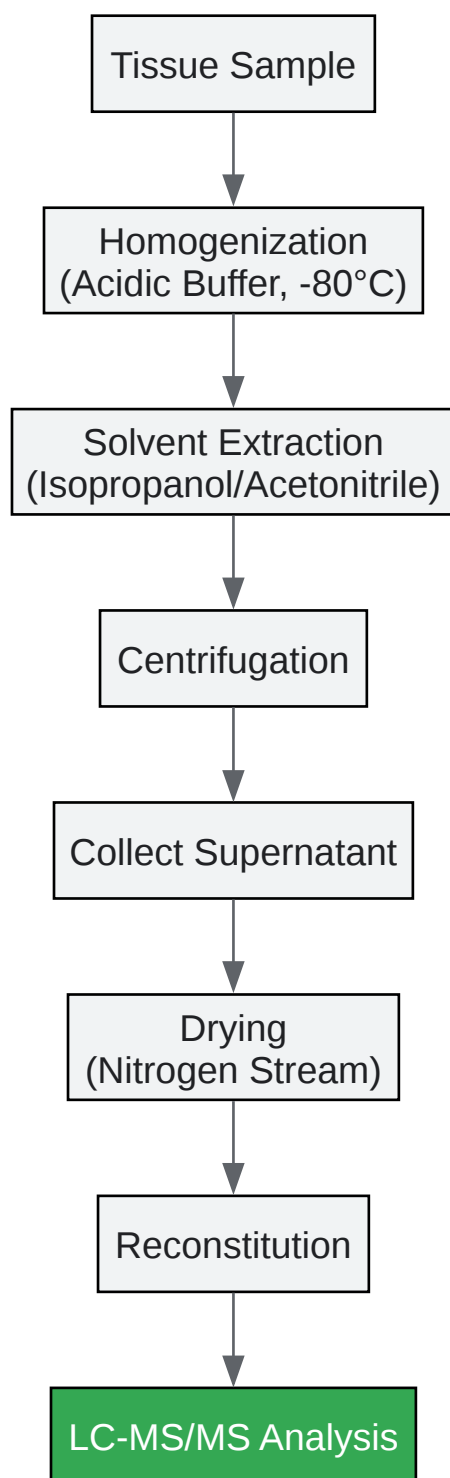 Tissue Sample
Homogenization
(Acidic Buffer, -80°C)
Solvent Extraction
(Isopropanol/Acetonitrile)
Centrifugation
Collect Supernatant
Drying
(Nitrogen Stream)
Reconstitution
LC-MS/MS Analysis